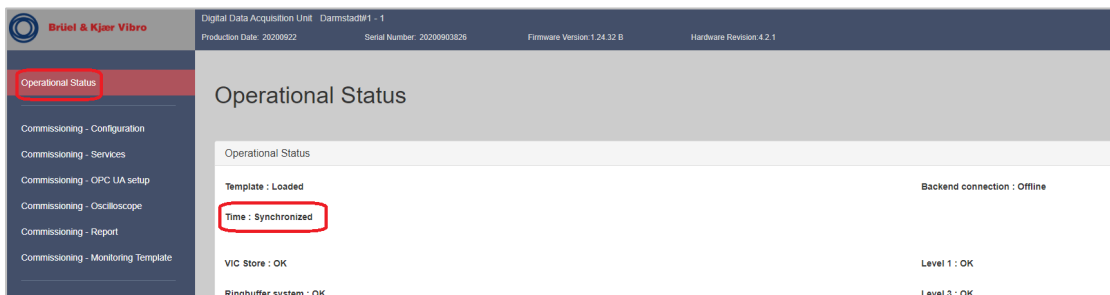 Brüel & Kjær Vibro
Digital Data Acquisition Unit Darmstadt#1 - 1
Production Date: 20200922 Serial Number: 20200903826 Firmware Version:1.24.32 B Hardware Revision:4.2.1
Operational Status
Commissioning - Configuration
Commissioning - Services
Commissioning - OPC UA setup
Commissioning - Oscilloscope
Commissioning - Report
Commissioning - Monitoring Template
Operational Status
Operational Status
Template : Loaded Backend connection : Offline
Time : Synchronized
VIC Store : OK Level 1 : OK
Ringbuffer system : OK Level 3 : OK